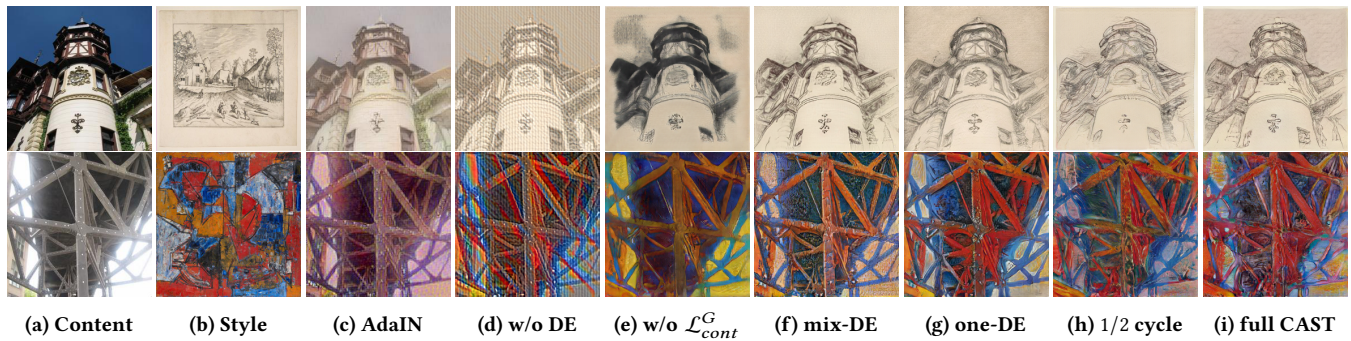 (a) Content (b) Style (c) AdaIN (d) w/o DE (e) w/o $\mathcal{L}_{cont}^{G}$ (f) mix-DE (g) one-DE (h) 1/2 cycle (i) full CAST